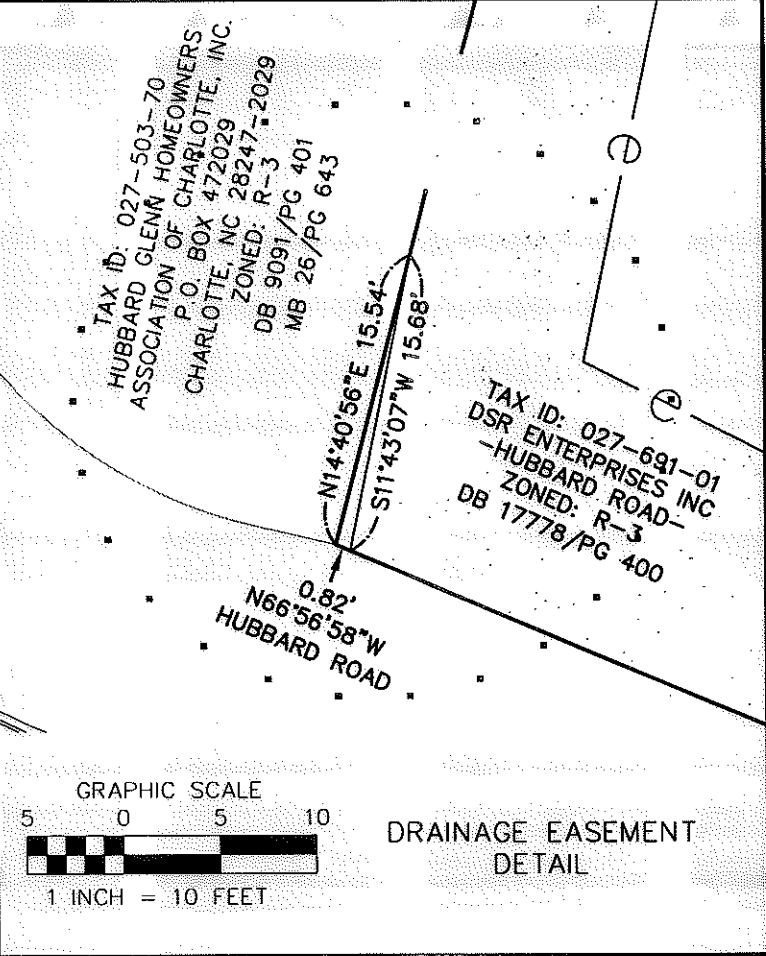 TAX ID: 027-503-70
HUBBARD GLENN HOMEOWNERS
ASSOCIATION OF CHARLOTTE, INC.
P.O. BOX 472029
CHARLOTTE, NC 28247-2029
ZONED: R-3
DB 9091/PG 401
MB 26/PG 643
N14°40'56"E 15.54'
S11°43'07"W 15.68'
TAX ID: 027-691-01
DSR ENTERPRISES INC
-HUBBARD ROAD-
ZONED: R-3
DB 17778/PG 400
e
e
0.82'
N66°56'58"W
HUBBARD ROAD
GRAPHIC SCALE
5 0 5 10
1 INCH = 10 FEET
DRAINAGE EASEMENT
DETAIL